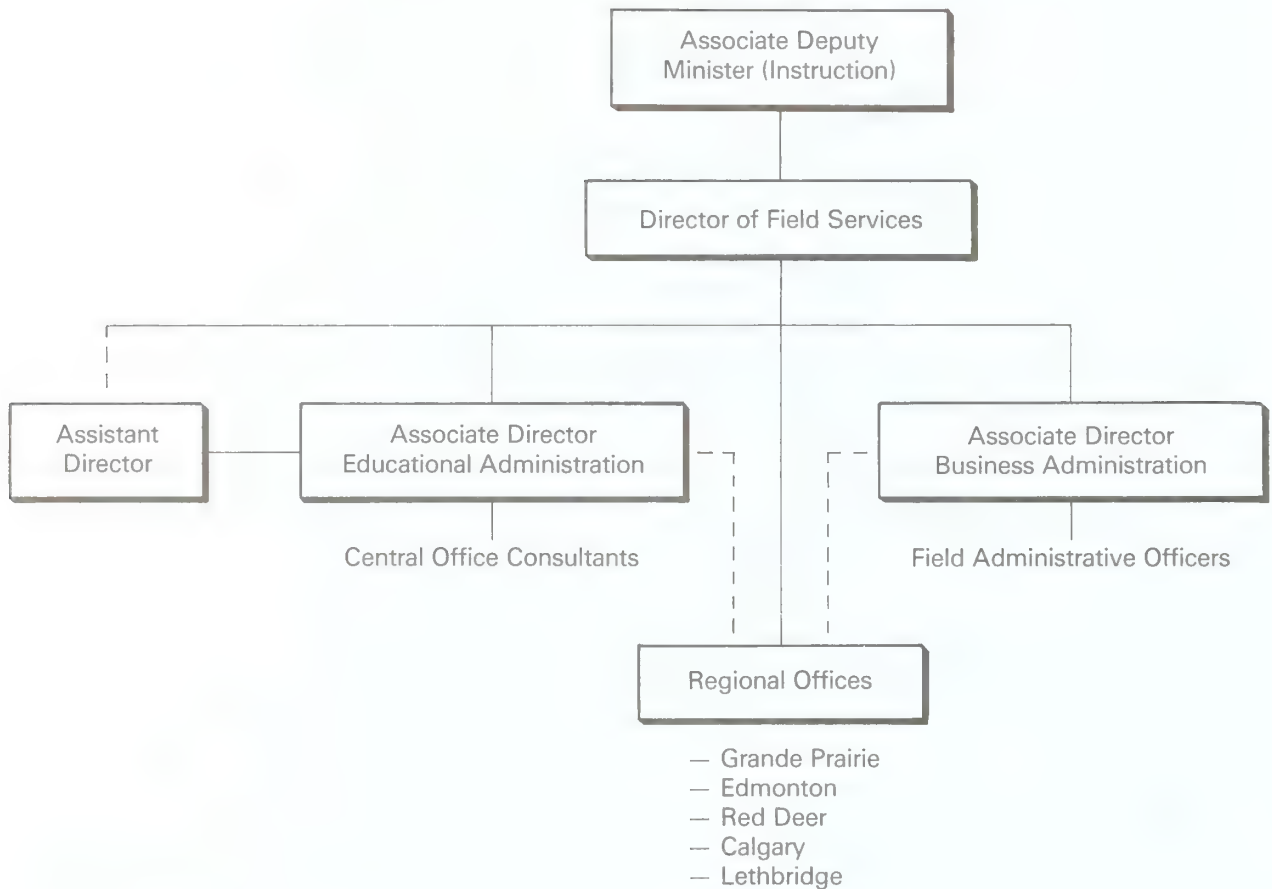 Associate Deputy
Minister (Instruction)
Director of Field Services
Assistant
Director
Associate Director
Educational Administration
Associate Director
Business Administration
Central Office Consultants
Field Administrative Officers
Regional Offices
— Grande Prairie
— Edmonton
— Red Deer
— Calgary
— Lethbridge